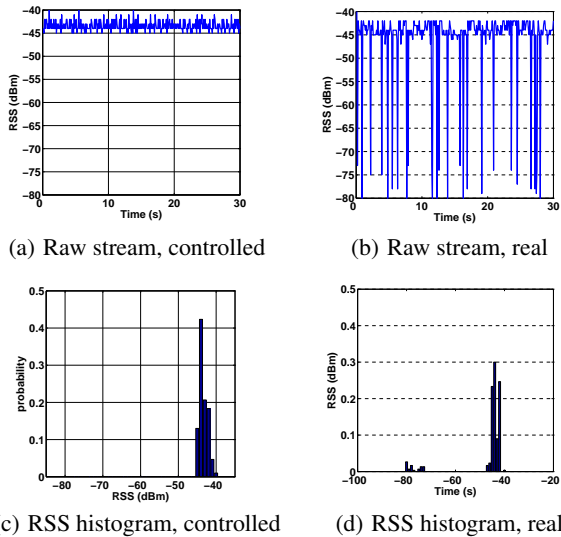 −40
−45
−50
−55
−60
−65
−70
−75
−80
RSS (dBm)
0 10 20 30
Time (s)
(a) Raw stream, controlled
−40
−45
−50
−55
−60
−65
−70
−75
−80
RSS (dBm)
0 10 20 30
Time (s)
(b) Raw stream, real
0.5
0.4
0.3
0.2
0.1
0
probability
−80 −70 −60 −50 −40
RSS (dBm)
(c) RSS histogram, controlled
0.5
0.4
0.3
0.2
0.1
0
RSS (dBm)
−100 −80 −60 −40 −20
Time (s)
(d) RSS histogram, real